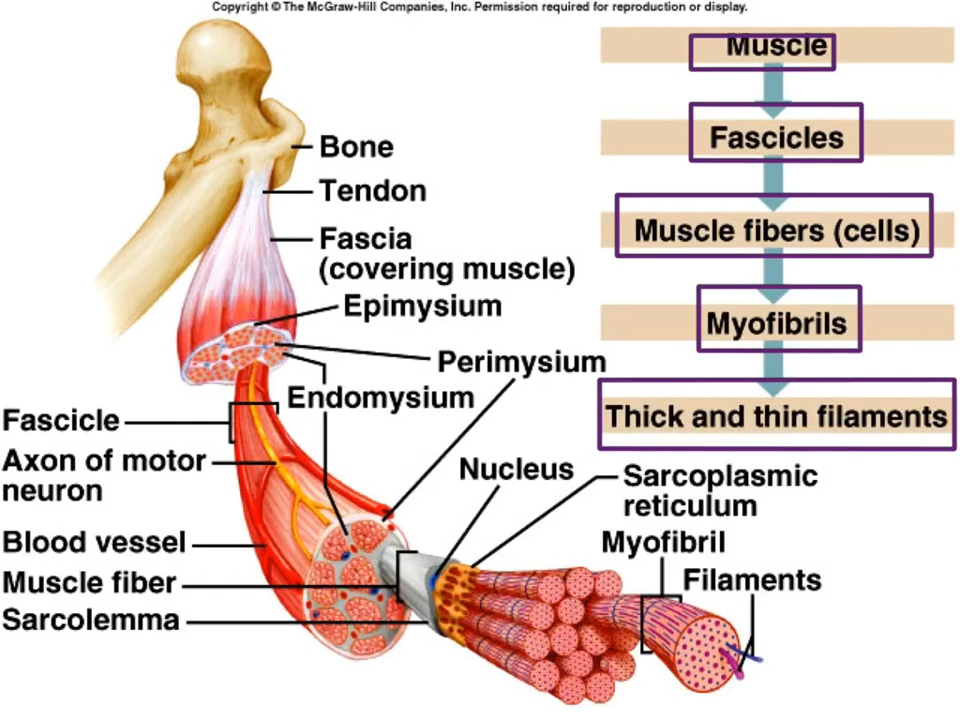 Copyright © The McGraw-Hill Companies, Inc. Permission required for reproduction or display.
Muscle
Fascicles
Muscle fibers (cells)
Myofibrils
Thick and thin filaments
Bone
Tendon
Fascia
(covering muscle)
Epimysium
Perimysium
Endomysium
Fascicle
Axon of motor
neuron
Blood vessel
Muscle fiber
Sarcolemma
Nucleus
Sarcoplasmic
reticulum
Myofibril
Filaments